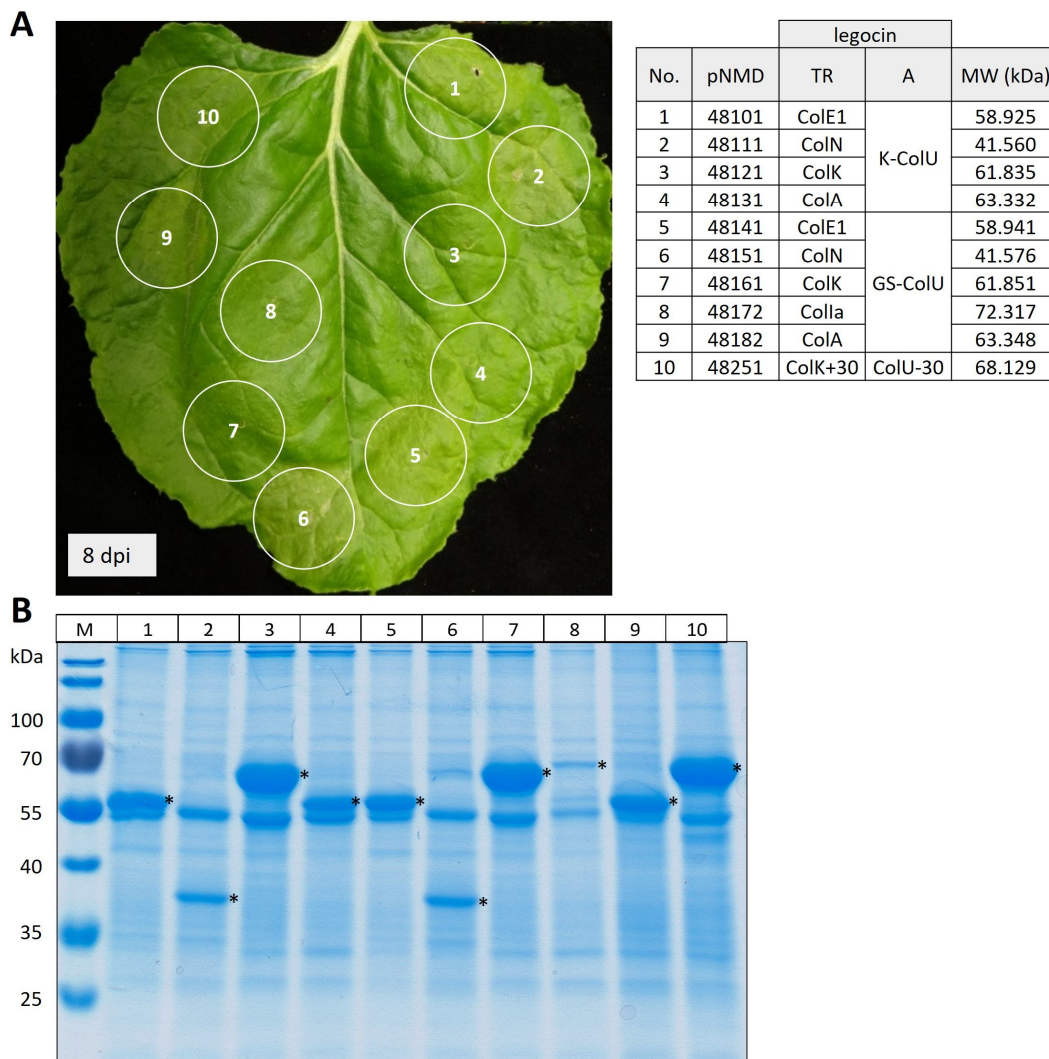 A
1
10
2
9
3
8
4
7
5
6
8 dpi
legocin
No. pNMD TR A MW (kDa)
1 48101 ColE1 K-ColU 58.925
2 48111 ColN 41.560
3 48121 ColK 61.835
4 48131 ColA 63.332
5 48141 ColE1 GS-ColU 58.941
6 48151 ColN 41.576
7 48161 ColK 61.851
8 48172 ColIa 72.317
9 48182 ColA 63.348
10 48251 ColK+30 ColU-30 68.129
B
M 1 2 3 4 5 6 7 8 9 10
kDa
100
70
55
40
35
25
* * * * * * * * * *